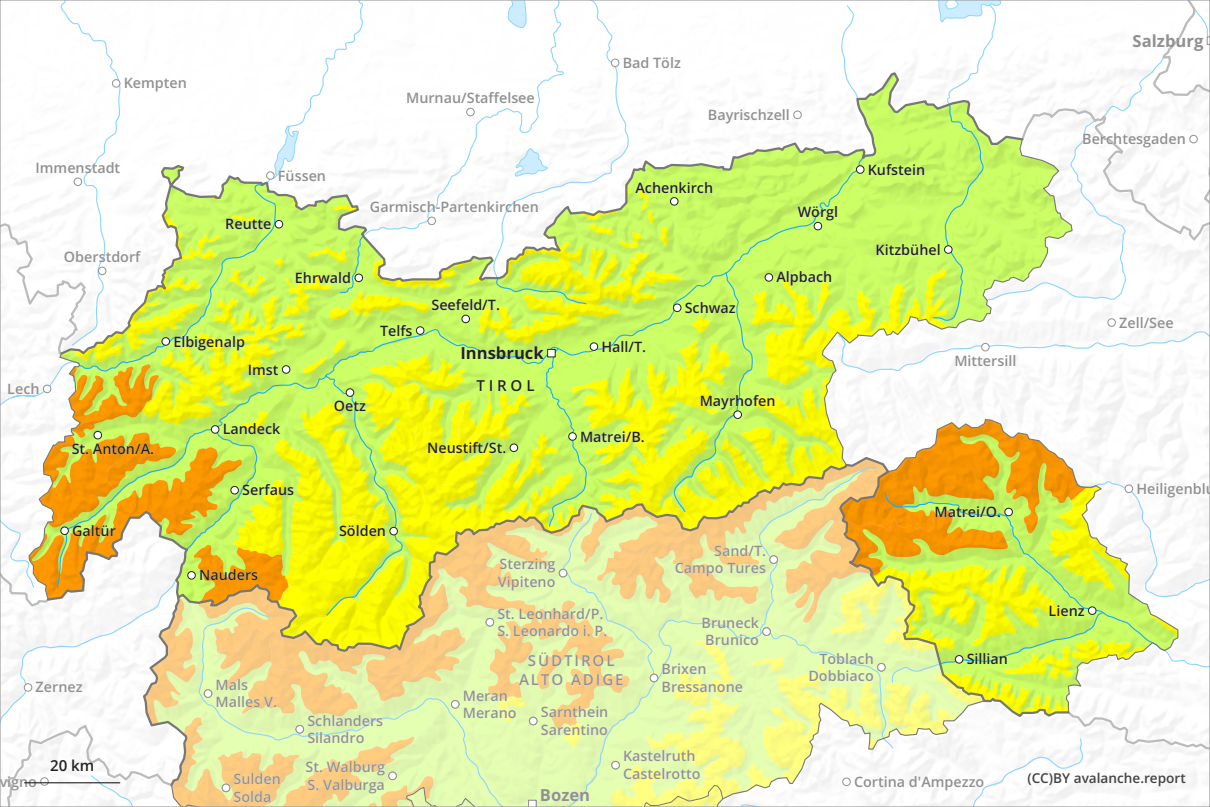 Salzburg
Bad Tölz
Kempten
Murnau/Staffelsee
Bayrischzell
Berchtesgaden
Immenstadt
Füssen
Kufstein
Achenkirch
Garmisch-Partenkirchen
Wörgl
Reutte
Kitzbühel
Oberstdorf
Ehrwald
Alpbach
Seefeld/T.
Schwaz
Zell/See
Telfs
Elbigenalp
Innsbruck
Hall/T.
Mittersill
Imst
TIROL
Lech
Oetz
Mayrhofen
Landeck
Matrei/B.
St. Anton/A.
Neustift/St.
Serfaus
Heiligenblu
Matrei/O.
Galtür
Sölden
Sand/T.
Campo Tures
Sterzing
Vipiteno
Nauders
Lienz
St. Leonhard/P.
S. Leonardo i. P.
Bruneck
Brunico
Sillian
SÜDTIROL
ALTO ADIGE
Toblach
Dobbiaco
Brixen
Bressanone
Zernez
Mals
Malles V.
Meran
Merano
Sarnthein
Sarentino
Schlanders
Silandro
Kastelruth
Castelrotto
20 km
St. Walburg
S. Valburga
vigno
Sulden
Solda
Cortina d'Ampezzo
(CC)BY avalanche.report
Bozen